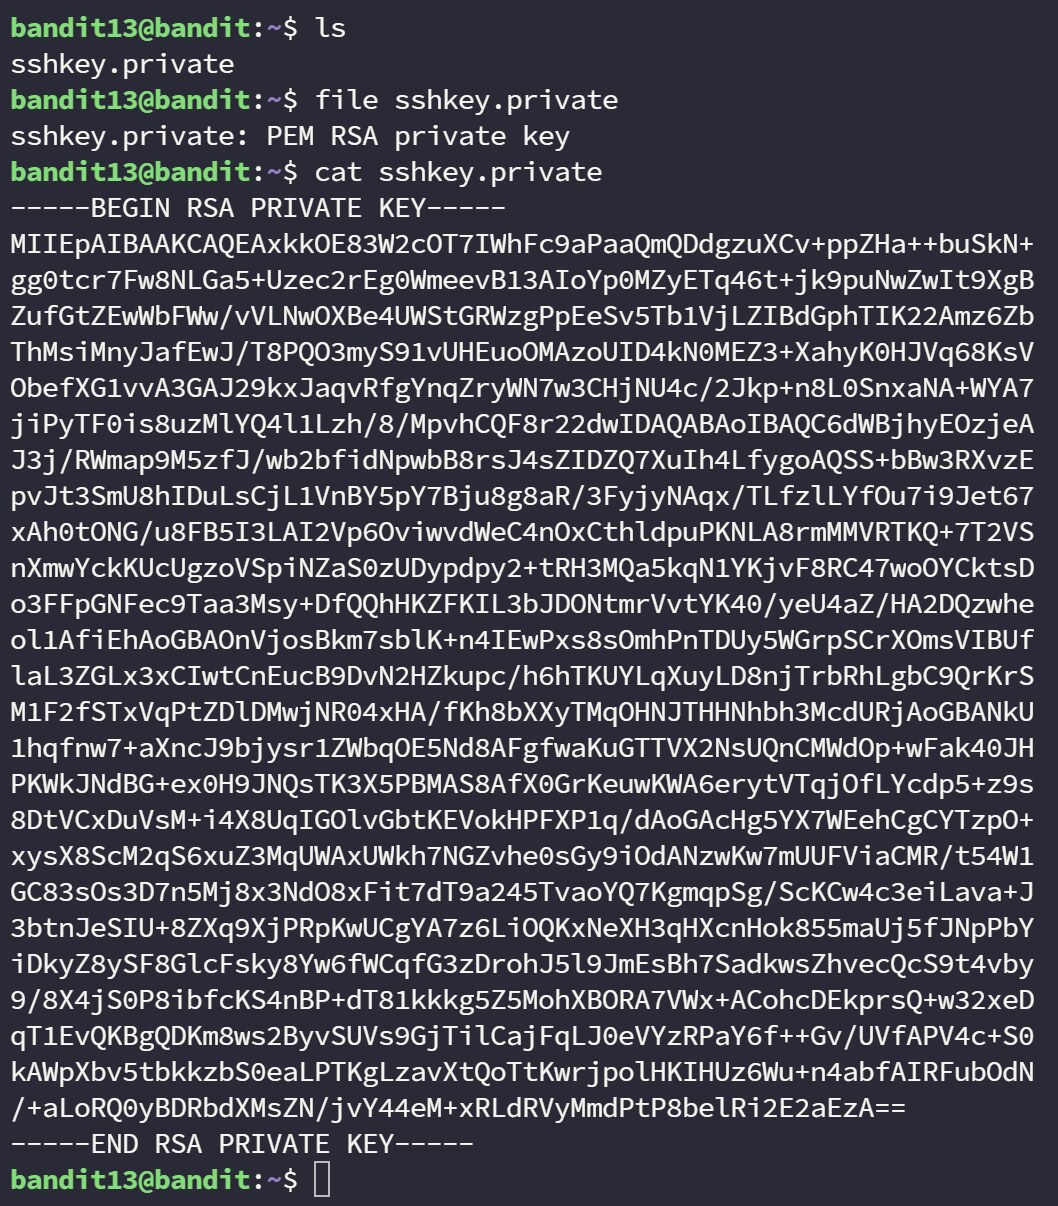 bandit13@bandit:~$ ls
sshkey.private
bandit13@bandit:~$ file sshkey.private
sshkey.private: PEM RSA private key
bandit13@bandit:~$ cat sshkey.private
-----BEGIN RSA PRIVATE KEY-----
MIIEpAIBAAKCAQEAxkkOE83W2cOT7IWhFc9aPaaQmQDdgzuXCv+ppZHa++buSkN+
gg0tcr7Fw8NLGa5+Uzec2rEg0WmeevB13AIoYp0MZyETq46t+jk9puNwZwIt9XgB
ZufGtZEwWbFWw/vVLNwOXBe4UWStGRWzgPpEeSv5Tb1VjLZIBdGphTIK22Amz6Zb
ThMsiMnyJafEwJ/T8PQO3myS91vUHEuoOMAzoUID4kN0MEZ3+XahyK0HJVq68KsV
ObefXG1vvA3GAJ29kxJaqvRfgYnqZryWN7w3CHjNU4c/2Jkp+n8L0SnxaNA+WYA7
jiPyTF0is8uzMlYQ4l1Lzh/8/MpvhCQF8r22dwIDAQABAoIBAQC6dWBjhyEOzjeA
J3j/RWmap9M5zfJ/wb2bfidNpwbB8rsJ4sZIDZQ7XuIh4LfygoAQSS+bBw3RXvzE
pvJt3SmU8hIDuLsCjL1VnBY5pY7Bju8g8aR/3FyjyNAqx/TLfzlLYfOu7i9Jet67
xAh0tONG/u8FB5I3LAI2Vp6OviwvdWeC4nOxCthldpuPKNLA8rmMMVRTKQ+7T2VS
nXmwYckKUcUgzoVSpiNZaS0zUDypdpy2+tRH3MQa5kqN1YKjvF8RC47woOYCktsD
o3FFpGNFec9Taa3Msy+DfQQhHKZFKIL3bJDONtmrVvtYK40/yeU4aZ/HA2DQzwhe
ol1AfiEhAoGBAOnVjosBkm7sblK+n4IEwPxs8sOmhPnTDUy5WGrpSCrXOmsVIBUf
laL3ZGLx3xCIwtCnEucB9DvN2HZkupc/h6hTKUYLqXuyLD8njTrbRhLgbC9QrKrS
M1F2fSTxVqPtZDlDMwjNR04xHA/fKh8bXXyTMqOHNJTHHNhbh3McdURjAoGBANkU
1hqfnw7+aXncJ9bjysr1ZWbqOE5Nd8AFgfwaKuGTTVX2NsUQnCMWdOp+wFak40JH
PKWkJNdBG+ex0H9JNQsTK3X5PBMAS8AfX0GrKeuwKWA6erytVTqjOfLYcdp5+z9s
8DtVCxDuVsM+i4X8UqIGOlvGbtKEVokHPFXP1q/dAoGAcHg5YX7WEehCgCYTzpO+
xysX8ScM2qS6xuZ3MqUWAxUWkh7NGZvhe0sGy9iOdANzwKw7mUUFViaCMR/t54W1
GC83sOs3D7n5Mj8x3NdO8xFit7dT9a245TvaoYQ7KgmqpSg/ScKCw4c3eiLava+J
3btnJeSIU+8ZXq9XjPRpKwUCgYA7z6LiOQKxNeXH3qHXcnHok855maUj5fJNpPbY
iDkyZ8ySF8GlcFsky8Yw6fWCqfG3zDrohJ5l9JmEsBh7SadkwsZhvecQcS9t4vby
9/8X4jS0P8ibfcKS4nBP+dT81kkkg5Z5MohXBORA7VWx+ACohcDEkprsQ+w32xeD
qT1EvQKBgQDKm8ws2ByvSUVs9GjTilCajFqLJ0eVYzRPaY6f++Gv/UVfAPV4c+S0
kAWpXbv5tbkkzbS0eaLPTKgLzavXtQoTtKwrjpolHKIHUz6Wu+n4abfAIRFubOdN
/+aLoRQ0yBDRbdXMsZN/jvY44eM+xRLdRVyMmdPtP8belRi2E2aEzA==
-----END RSA PRIVATE KEY-----
bandit13@bandit:~$